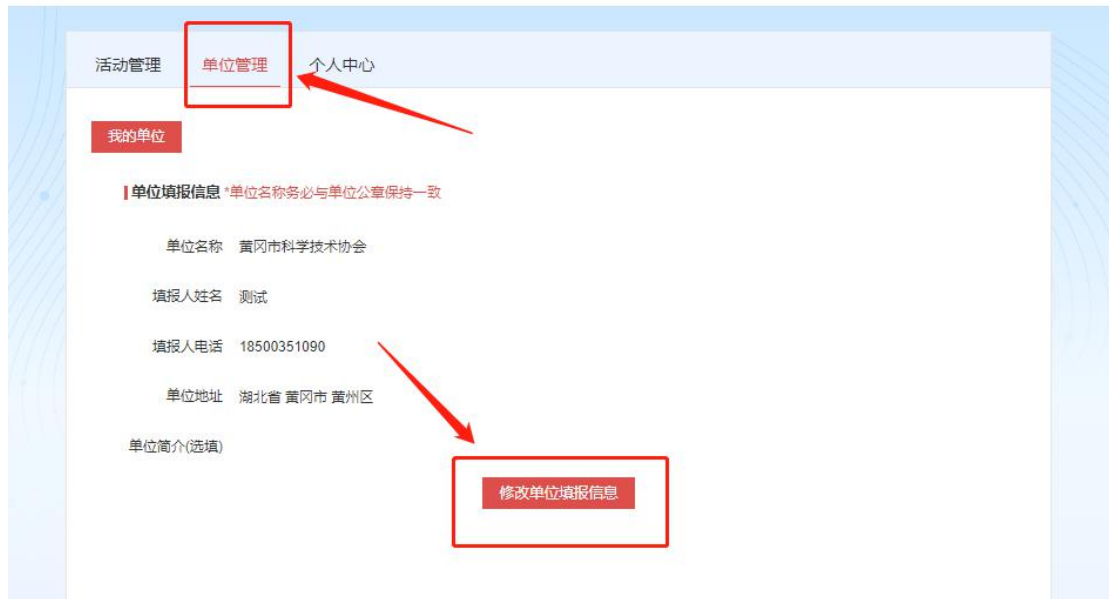 活动管理 单位管理 个人中心
我的单位
单位填报信息 *单位名称务必与单位公章保持一致
单位名称 黄冈市科学技术协会
填报人姓名 测试
填报人电话 18500351090
单位地址 湖北省 黄冈市 黄州区
单位简介(选填)
修改单位填报信息